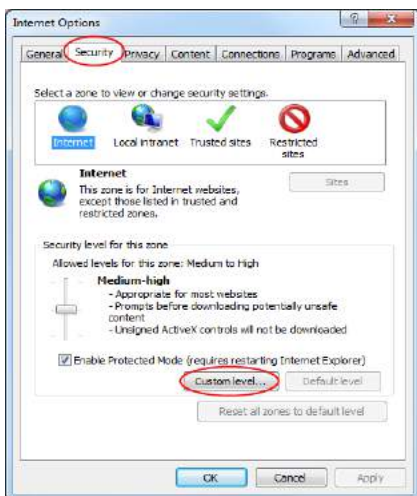 Internet Options
General Security Privacy Content Connections Programs Advanced
Select a zone to view or change security settings.
Internet Local intranet Trusted sites Restricted
sites
Internet
Sites
This zone is for Internet websites,
except those listed in trusted and
restricted zones.
Security level for this zone
Allowed levels for this zone: Medium to High
Medium-high
- Appropriate for most websites
- Prompts before downloading potentially unsafe
content
- Unsigned ActiveX controls will not be downloaded
Enable Protected Mode (requires restarting Internet Explorer)
Custom level... Default level
Reset all zones to default level
OK Cancel Apply